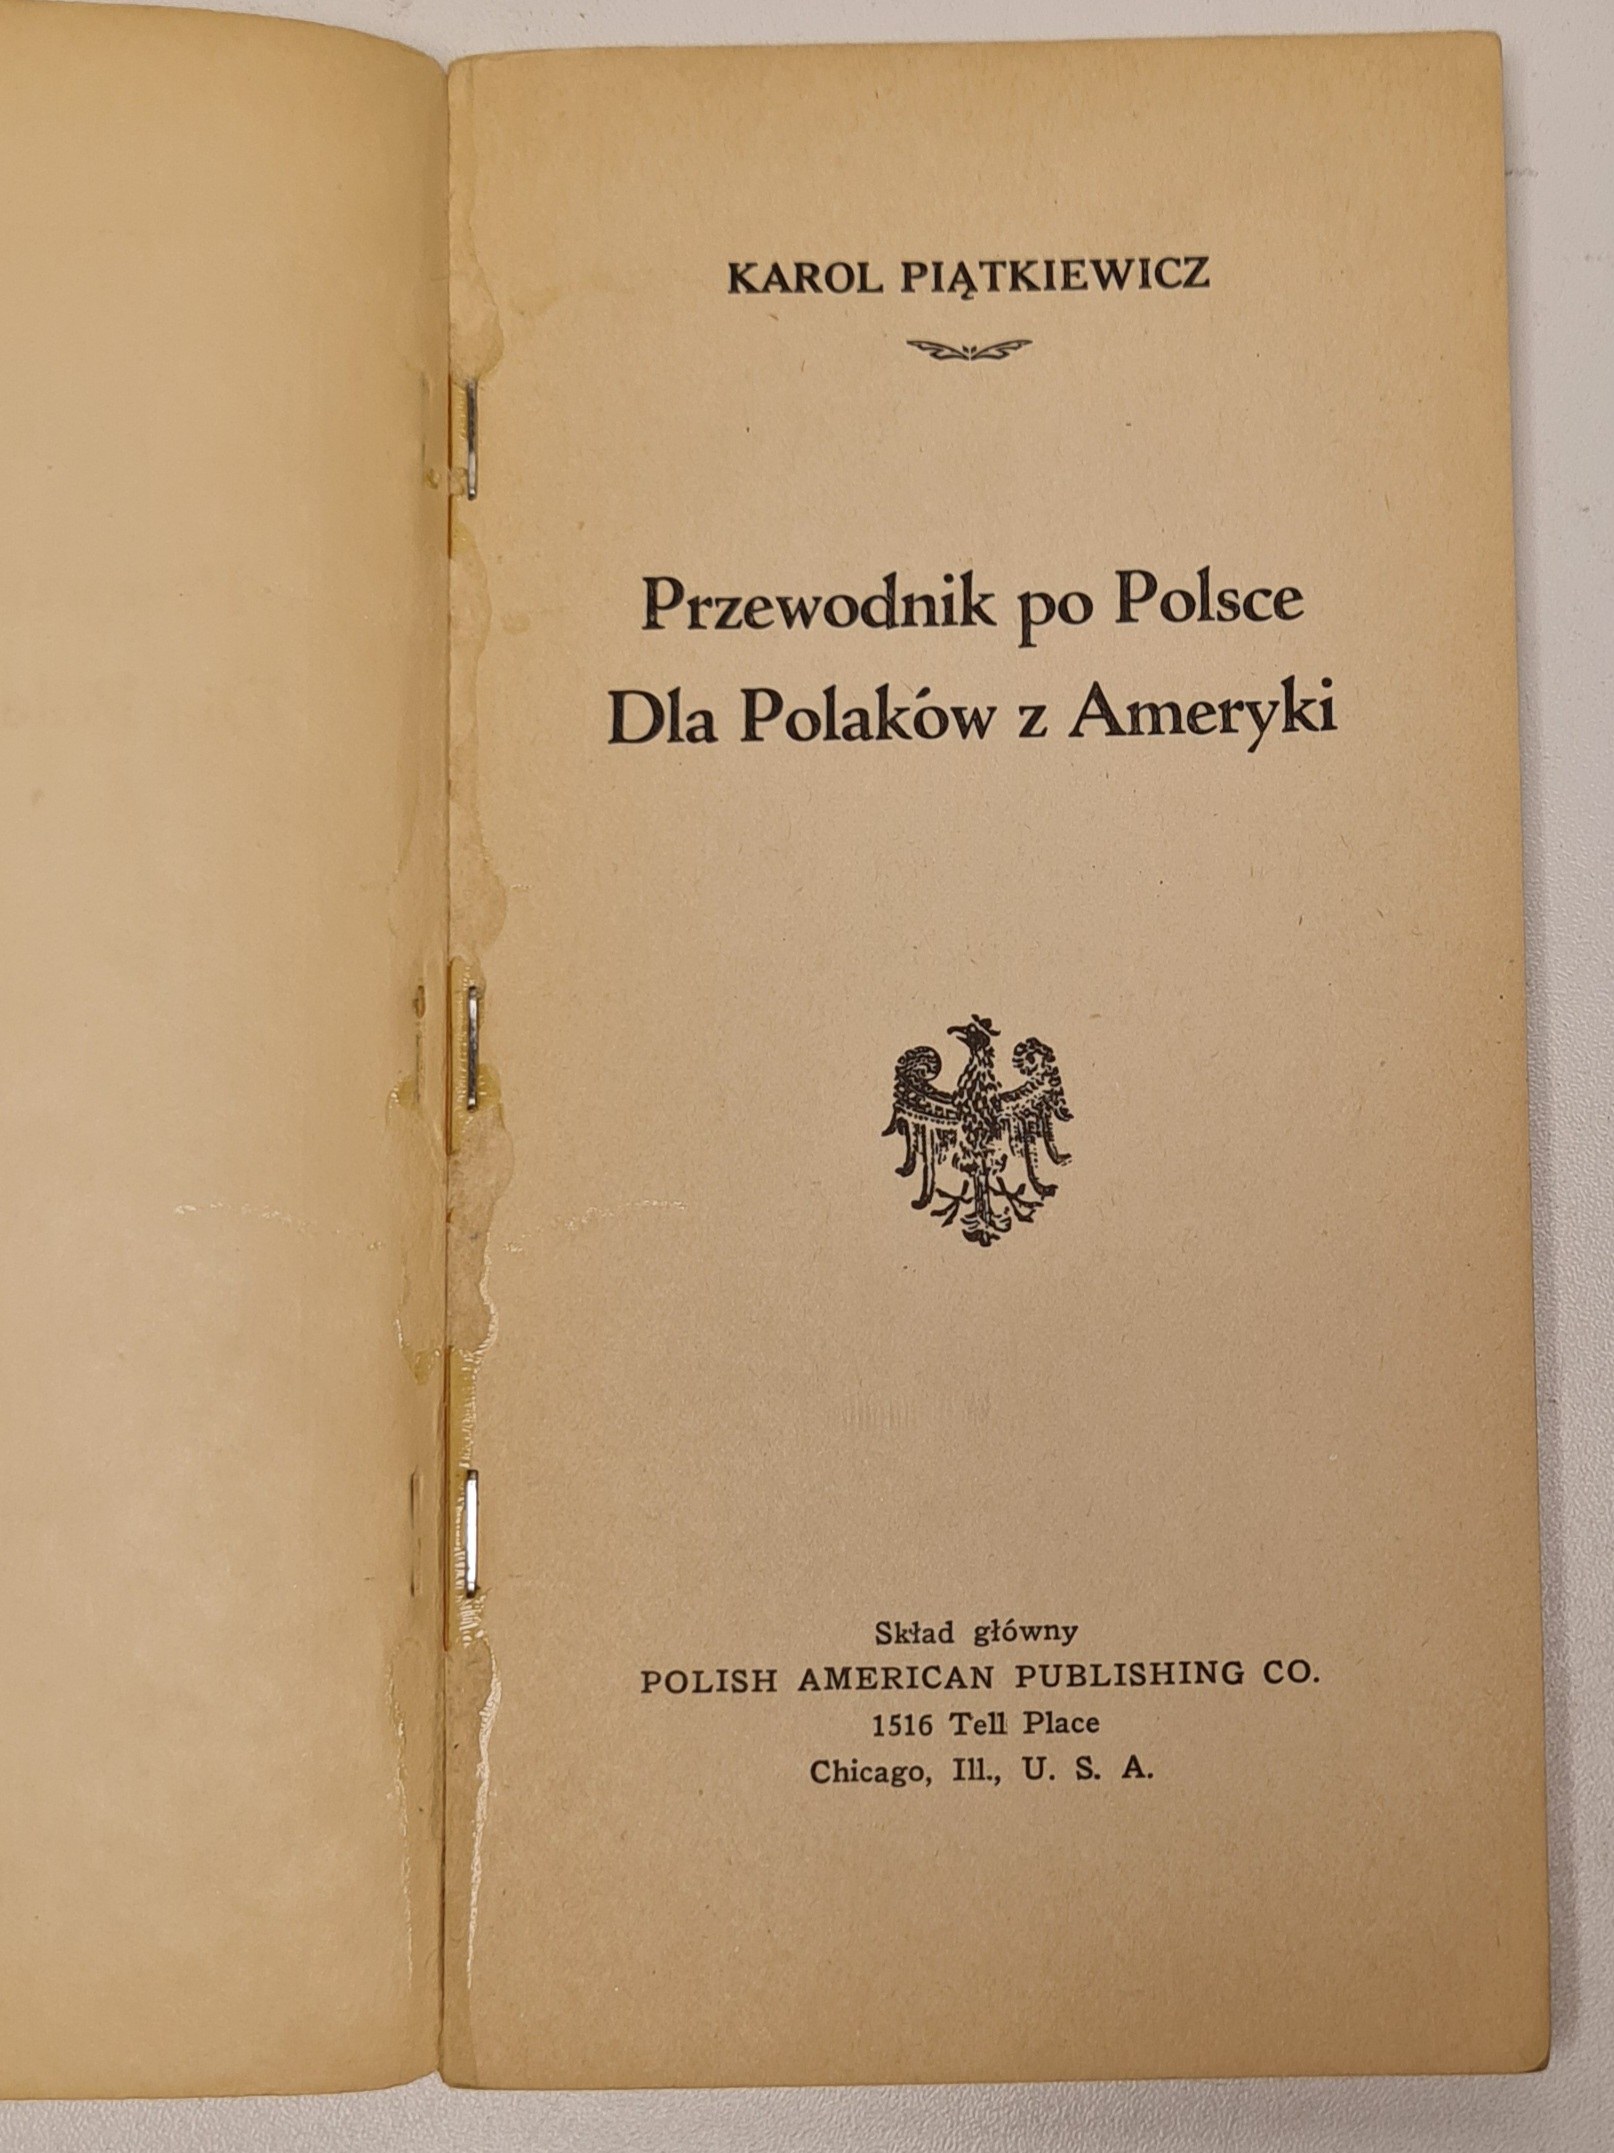 KAROL PIĄTKIEWICZ
Przewodnik po Polsce
Dla Polaków z Ameryki
Skład główny
POLISH AMERICAN PUBLISHING CO.
1516 Tell Place
Chicago, Ill., U. S. A.